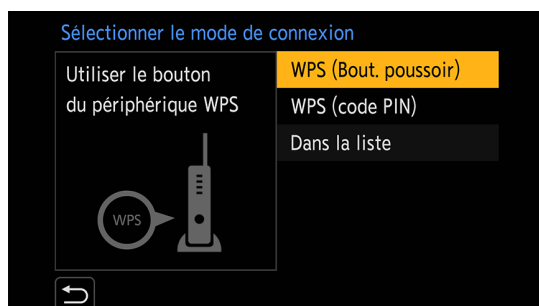 Sélectionner le mode de connexion
Utiliser le bouton
du périphérique WPS
WPS
WPS (Bout. poussoir)
WPS (code PIN)
Dans la liste